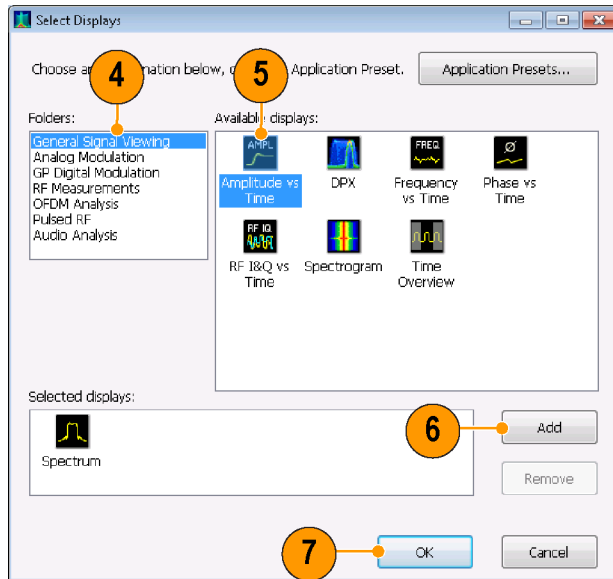 Select Displays
Choose an
nation below,
Application Preset.
Application Presets...
4
5
Folders:
Available displays:
General Signal Viewing
Analog Modulation
GP Digital Modulation
RF Measurements
OFDM Analysis
Pulsed RF
Audio Analysis
AMPL
FREQ
Ø
Amplitude vs
Time
DPX
Frequency
vs Time
Phase vs
Time
RF IQ
RF I&Q vs
Time
Spectrogram
Time
Overview
Selected displays:
Spectrum
6
Add
Remove
7
OK
Cancel